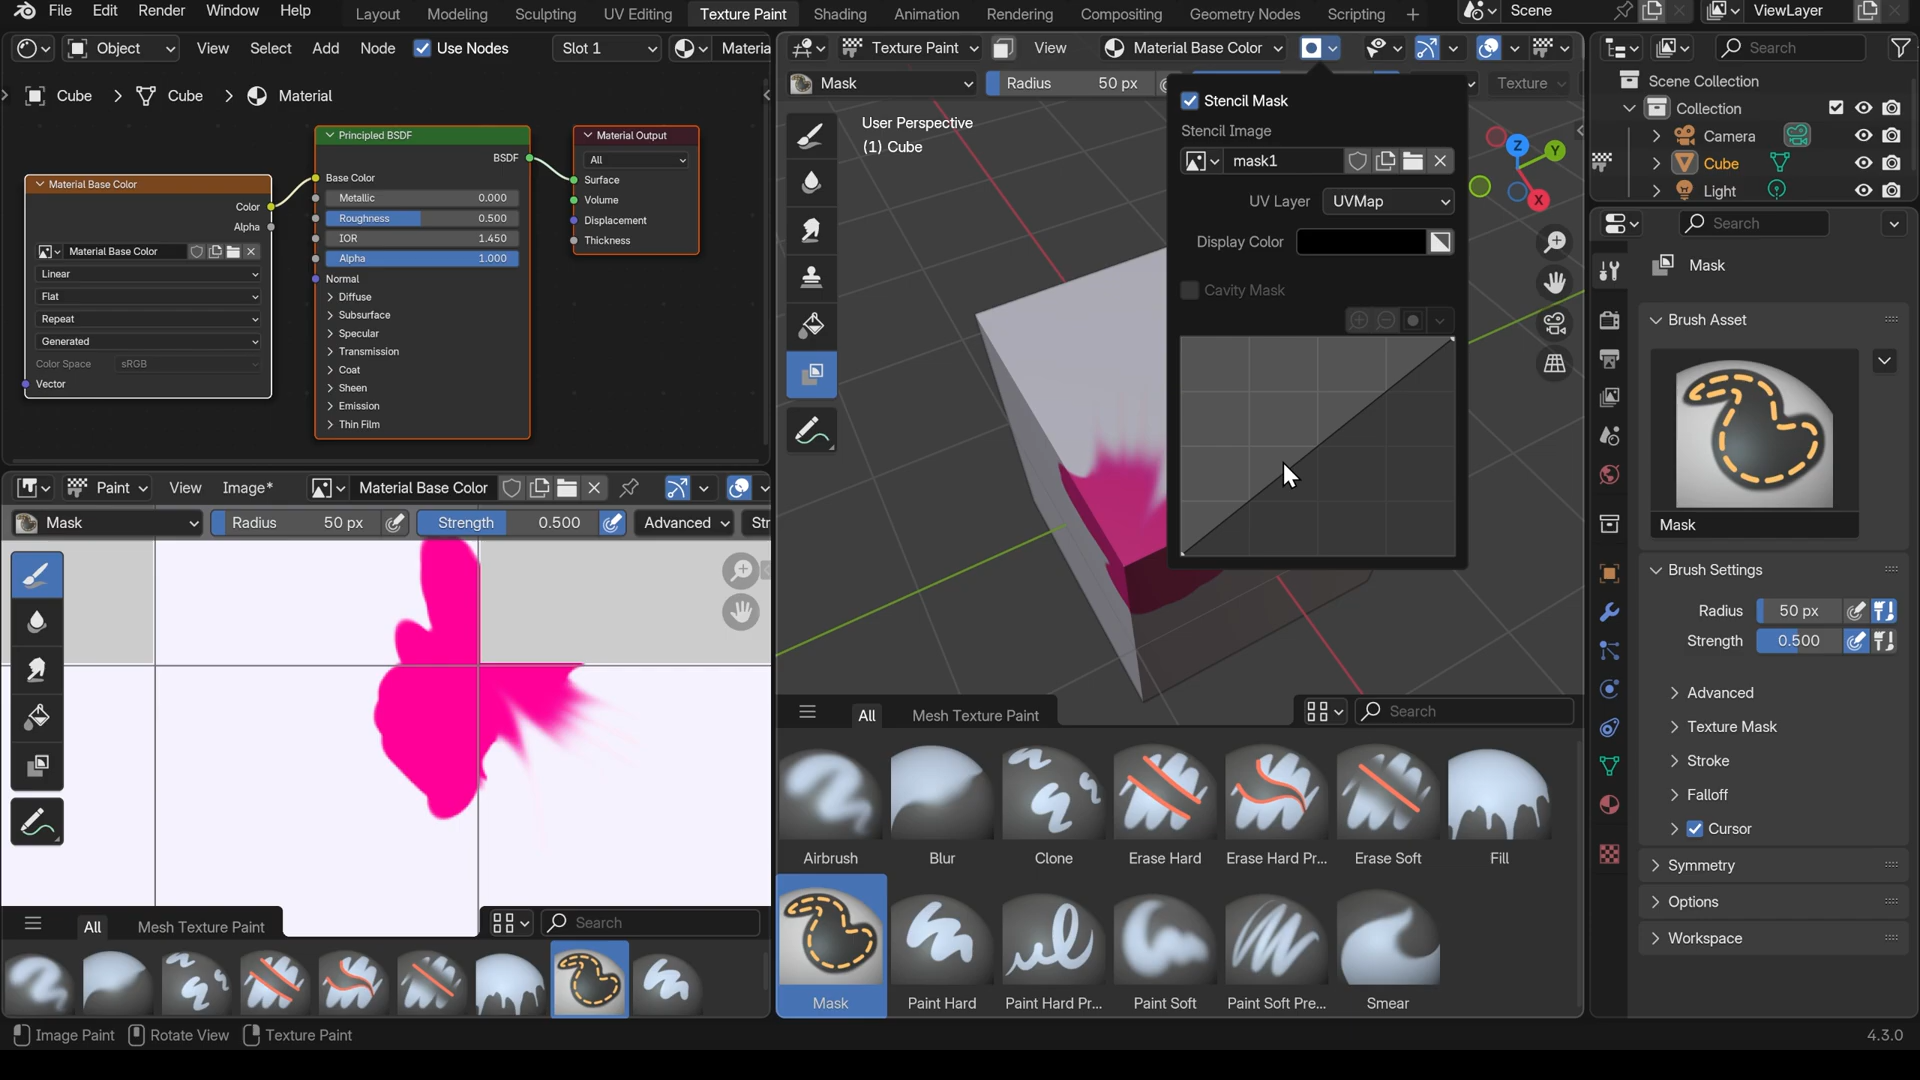 File Edit Render Window Help Layout Modeling Sculpting UV Editing Texture Paint Shading Animation Rendering Compositing Geometry Nodes Scripting + Scene ViewLayer
Object View Select Add Node Use Nodes Slot 1 Materia
Texture Paint View Material Base Color
Search
Mask Radius 50 px Texture
Cube > Cube > Material
Principled BSDF
BSDF
Base Color
Metallic 0.000
Roughness 0.500
IOR 1.450
Alpha 1.000
Normal
Diffuse
Subsurface
Specular
Transmission
Coat
Sheen
Emission
Thin Film
Material Output
All
Surface
Volume
Displacement
Thickness
Material Base Color
Color
Alpha
Material Base Color
Linear
Flat
Repeat
Generated
Color Space sRGB
Vector
User Perspective
(1) Cube
Stencil Mask
Stencil Image
mask1
UV Layer UVMap
Display Color
Cavity Mask
Z
Y
X
Scene Collection
Collection
Camera
Cube
Light
Search
Mask
Brush Asset
Mask
Brush Settings
Radius 50 px
Strength 0.500
Advanced
Texture Mask
Stroke
Falloff
Cursor
Symmetry
Options
Workspace
Paint View Image* Material Base Color
Mask Radius 50 px Strength 0.500 Advanced Str
All Mesh Texture Paint Search
All Mesh Texture Paint Search
Airbrush Blur Clone Erase Hard Erase Hard Pr... Erase Soft Fill
Mask Paint Hard Paint Hard Pr... Paint Soft Paint Soft Pre... Smear
Image Paint Rotate View Texture Paint 4.3.0